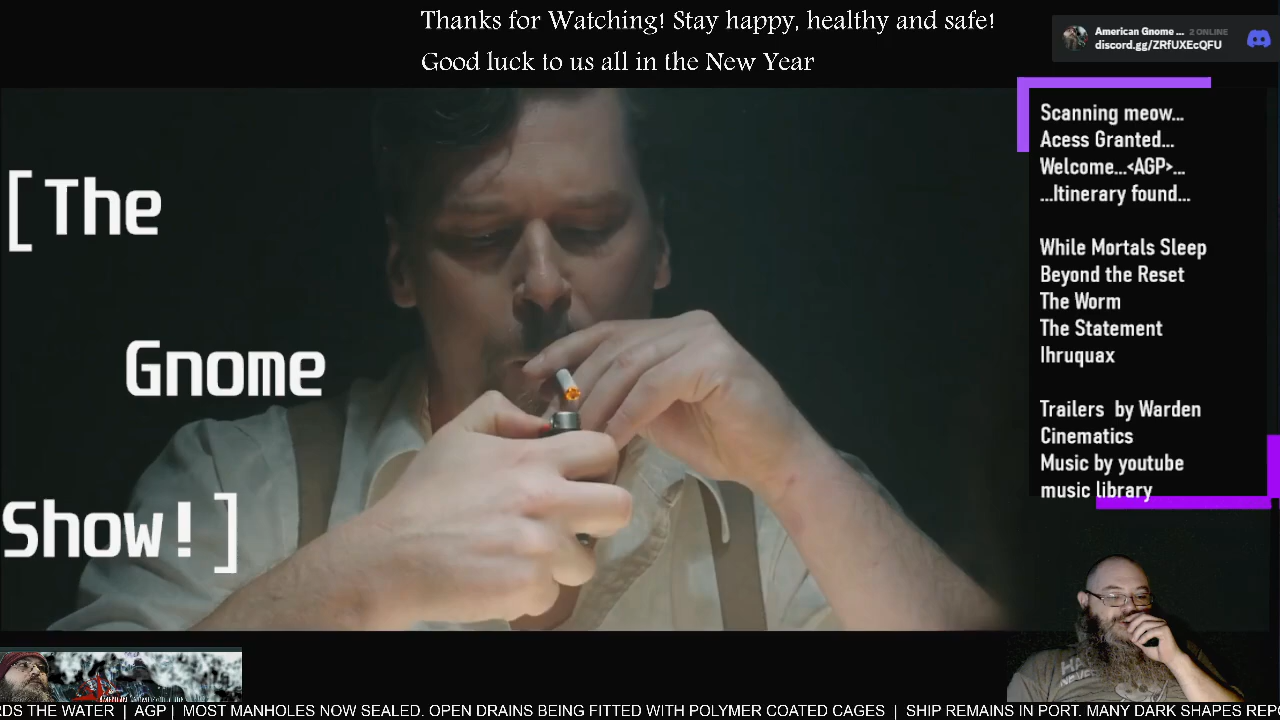 Thanks for Watching! Stay happy, healthy and safe!
Good luck to us all in the New Year
American Gnome ... 2 ONLINE
discord.gg/ZRfUXEcQFU
Scanning meow...
Acess Granted...
Welcome...<AGP>...
...Itinerary found...
While Mortals Sleep
Beyond the Reset
The Worm
The Statement
Ihruquax
Trailers by Warden
Cinematics
Music by youtube
music library
[The
Gnome
Show!]
RDS THE WATER | AGP | MOST MANHOLES NOW SEALED. OPEN DRAINS BEING FITTED WITH POLYMER COATED CAGES | SHIP REMAINS IN PORT. MANY DARK SHAPES REPO